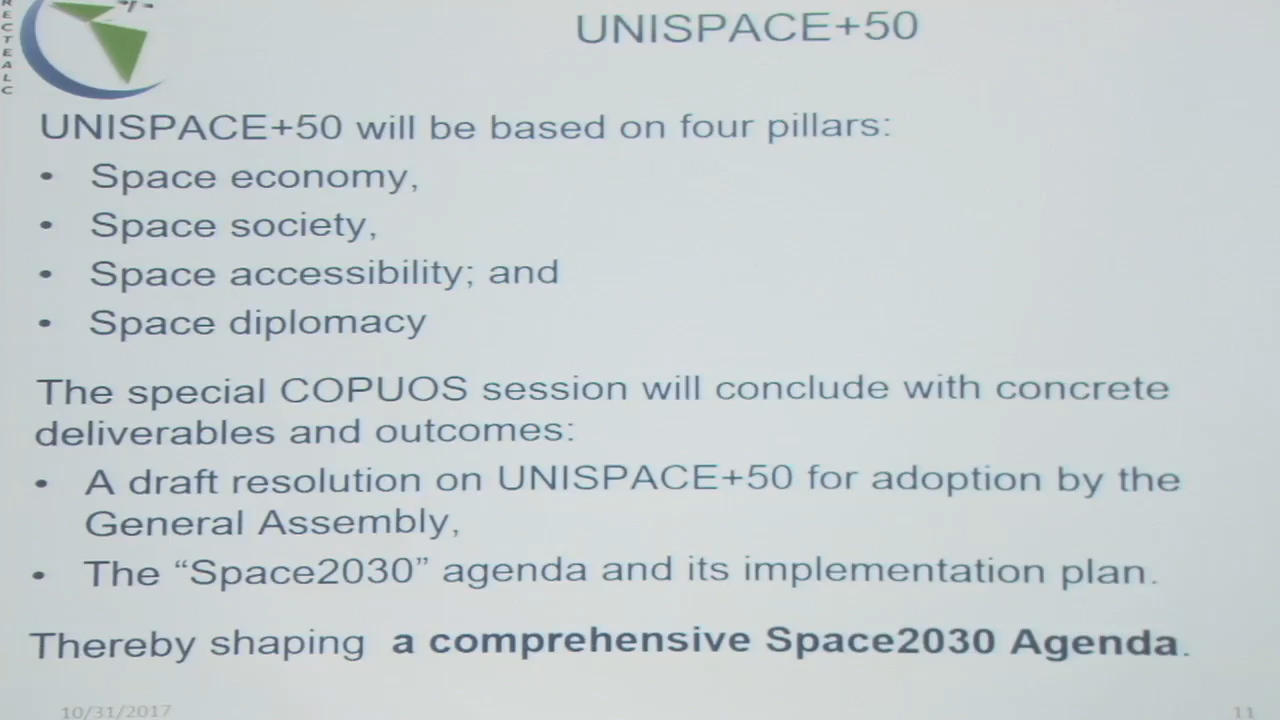 RECTEALC
UNISPACE+50
UNISPACE+50 will be based on four pillars:
• Space economy,
• Space society,
• Space accessibility; and
• Space diplomacy
The special COPUOS session will conclude with concrete
deliverables and outcomes:
• A draft resolution on UNISPACE+50 for adoption by the
General Assembly,
• The “Space2030” agenda and its implementation plan.
Thereby shaping a comprehensive Space2030 Agenda.
10/31/2017
11